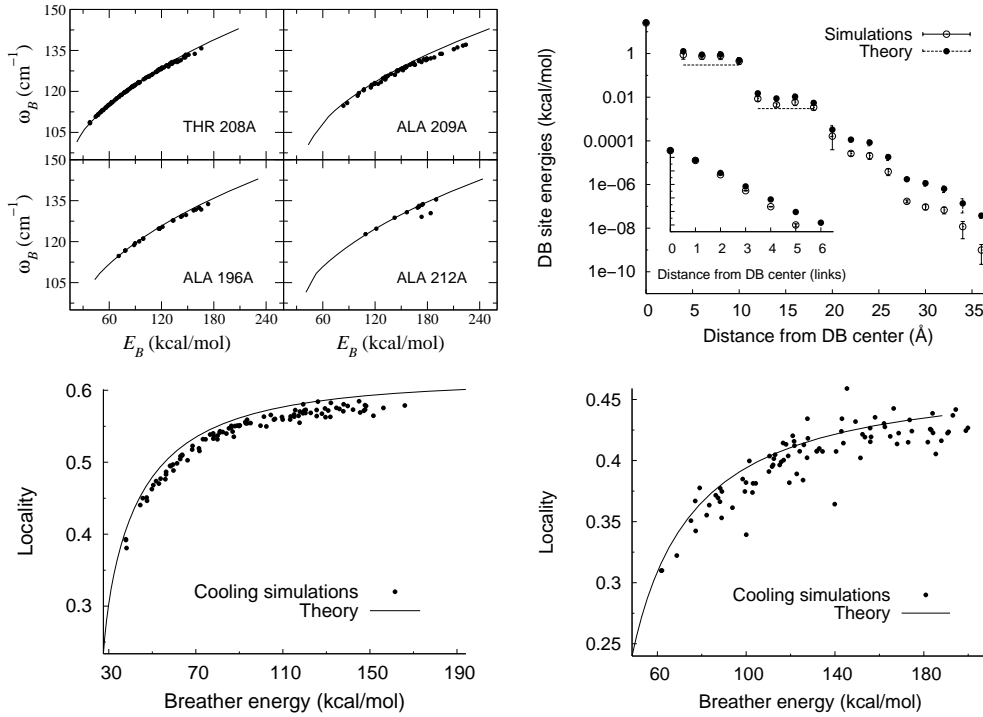 150
135
120
105
ω_B (cm⁻¹)
THR 208A
ALA 209A
150
135
120
105
ω_B (cm⁻¹)
ALA 196A
ALA 212A
60 120 180 240
60 120 180 240
E_B (kcal/mol)
E_B (kcal/mol)
DB site energies (kcal/mol)
1
0.01
0.0001
1e−06
1e−08
1e−10
Simulations
Theory
0 1 2 3 4 5 6
Distance from DB center (links)
0 5 10 15 20 25 30 35
Distance from DB center (Å)
Locality
0.6
0.5
0.4
0.3
Cooling simulations
Theory
30 70 110 150 190
Breather energy (kcal/mol)
Locality
0.45
0.4
0.35
0.3
0.25
Cooling simulations
Theory
60 100 140 180
Breather energy (kcal/mol)